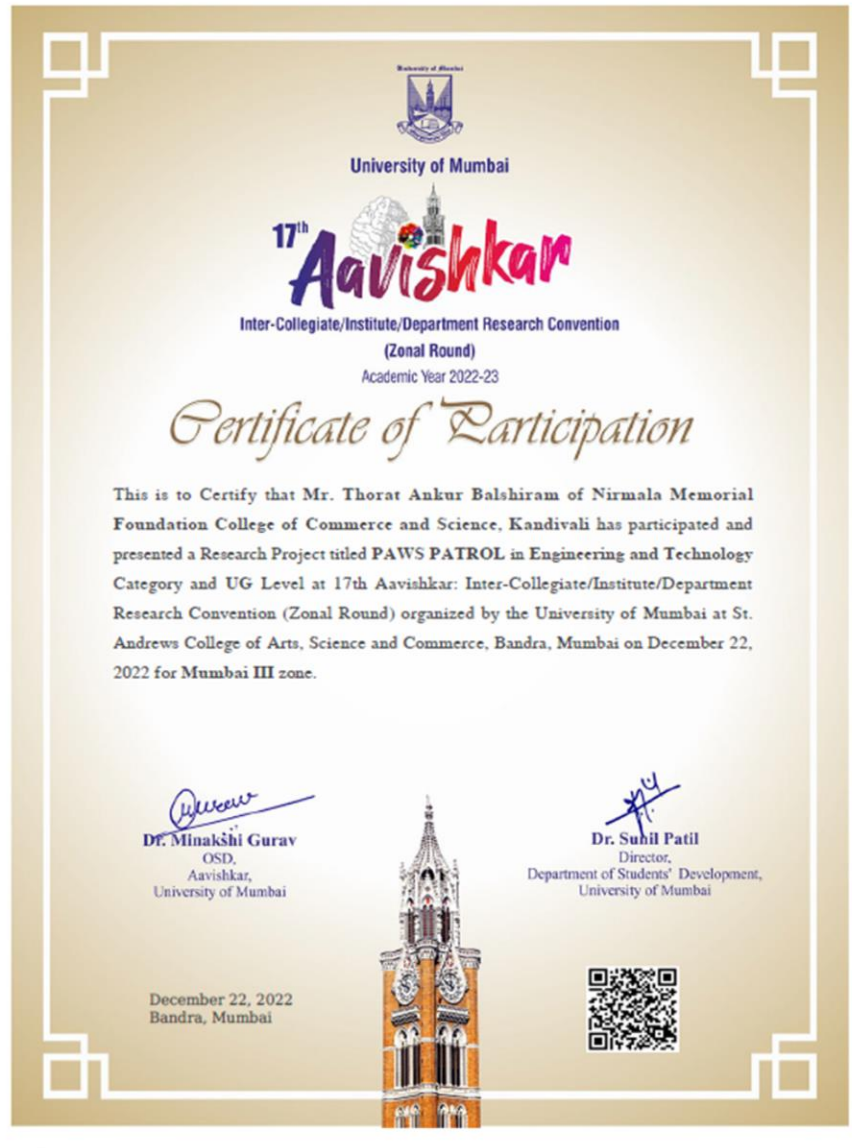 University of Mumbai
University of Mumbai
17th
Aavishkar
Inter-Collegiate/Institute/Department Research Convention
(Zonal Round)
Academic Year 2022-23
Certificate of Participation
This is to Certify that Mr. Thorat Ankur Balshiram of Nirmala Memorial
Foundation College of Commerce and Science, Kandivali has participated and
presented a Research Project titled PAWS PATROL in Engineering and Technology
Category and UG Level at 17th Aavishkar: Inter-Collegiate/Institute/Department
Research Convention (Zonal Round) organized by the University of Mumbai at St.
Andrews College of Arts, Science and Commerce, Bandra, Mumbai on December 22,
2022 for Mumbai III zone.
Dr. Minakshi Gurav
OSD,
Aavishkar,
University of Mumbai
Dr. Sunil Patil
Director,
Department of Students' Development,
University of Mumbai
December 22, 2022
Bandra, Mumbai